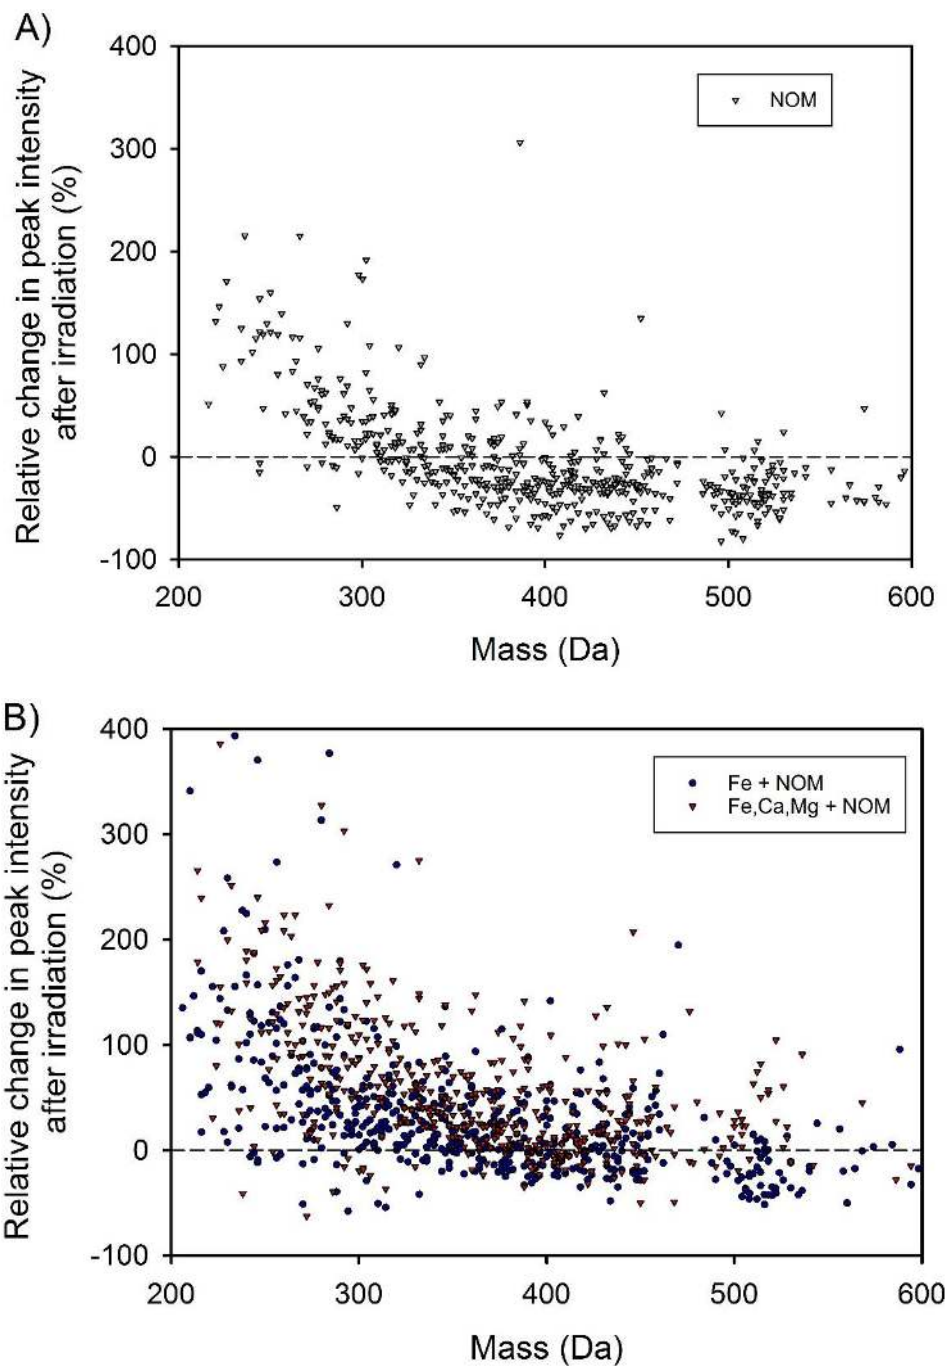 A)
Relative change in peak intensity
after irradiation (%)
400
300
200
100
0
-100
NOM
200
300
400
500
600
Mass (Da)
B)
Relative change in peak intensity
after irradiation (%)
400
300
200
100
0
-100
Fe + NOM
Fe,Ca,Mg + NOM
200
300
400
500
600
Mass (Da)